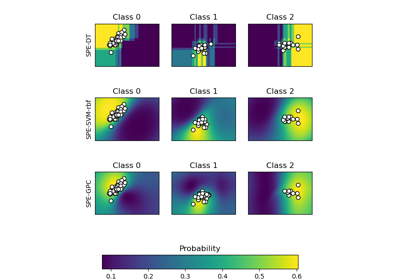 Class 0 Class 1 Class 2
SPE-DT
Class 0 Class 1 Class 2
SPE-SVM-rbf
Class 0 Class 1 Class 2
SPE-GPC
Probability
0.1 0.2 0.3 0.4 0.5 0.6